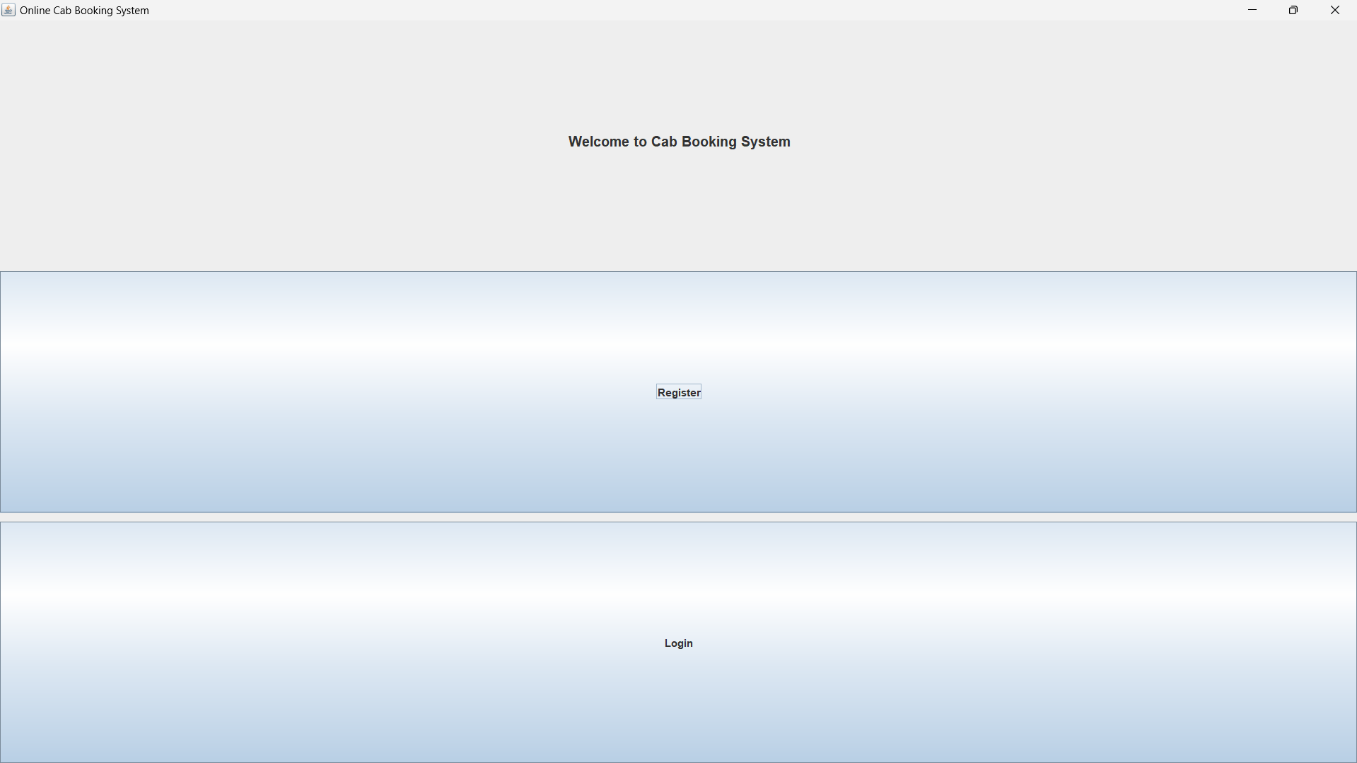 Online Cab Booking System
Welcome to Cab Booking System
Register
Login